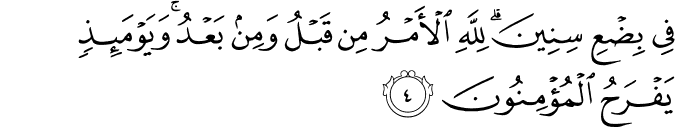 فِى بِضْعِ سِنِينَ ۗ لِلَّهِ ٱلْأَمْرُ مِن قَبْلُ وَمِنۢ بَعْدُ ۚ وَيَوْمَئِذٍ
يَفْرَحُ ٱلْمُؤْمِنُونَ ٤